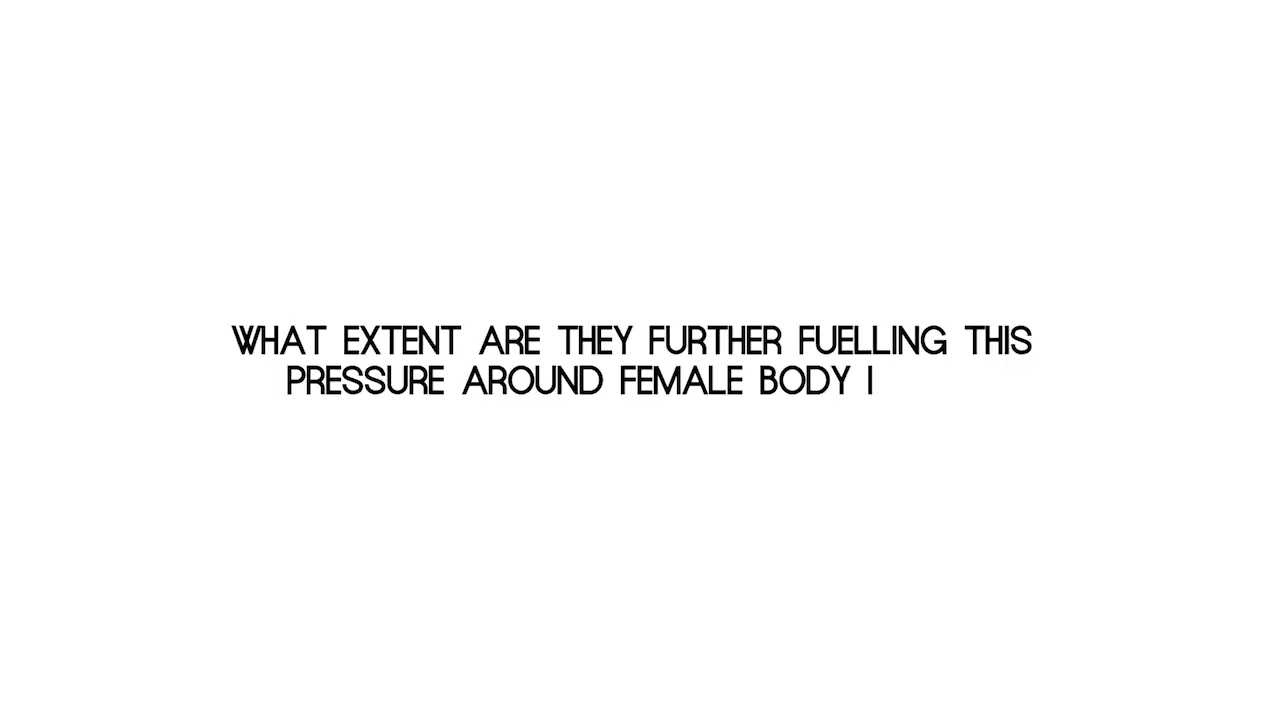 WHAT EXTENT ARE THEY FURTHER FUELLING THIS
PRESSURE AROUND FEMALE BODY I